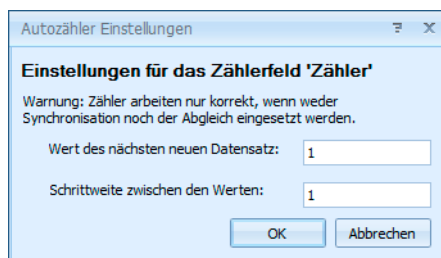 Autozähler Einstellungen
Einstellungen für das Zählerfeld 'Zähler'
Warnung: Zähler arbeiten nur korrekt, wenn weder
Synchronisation noch der Abgleich eingesetzt werden.
Wert des nächsten neuen Datensatz: 1
Schrittweite zwischen den Werten: 1
OK Abbrechen